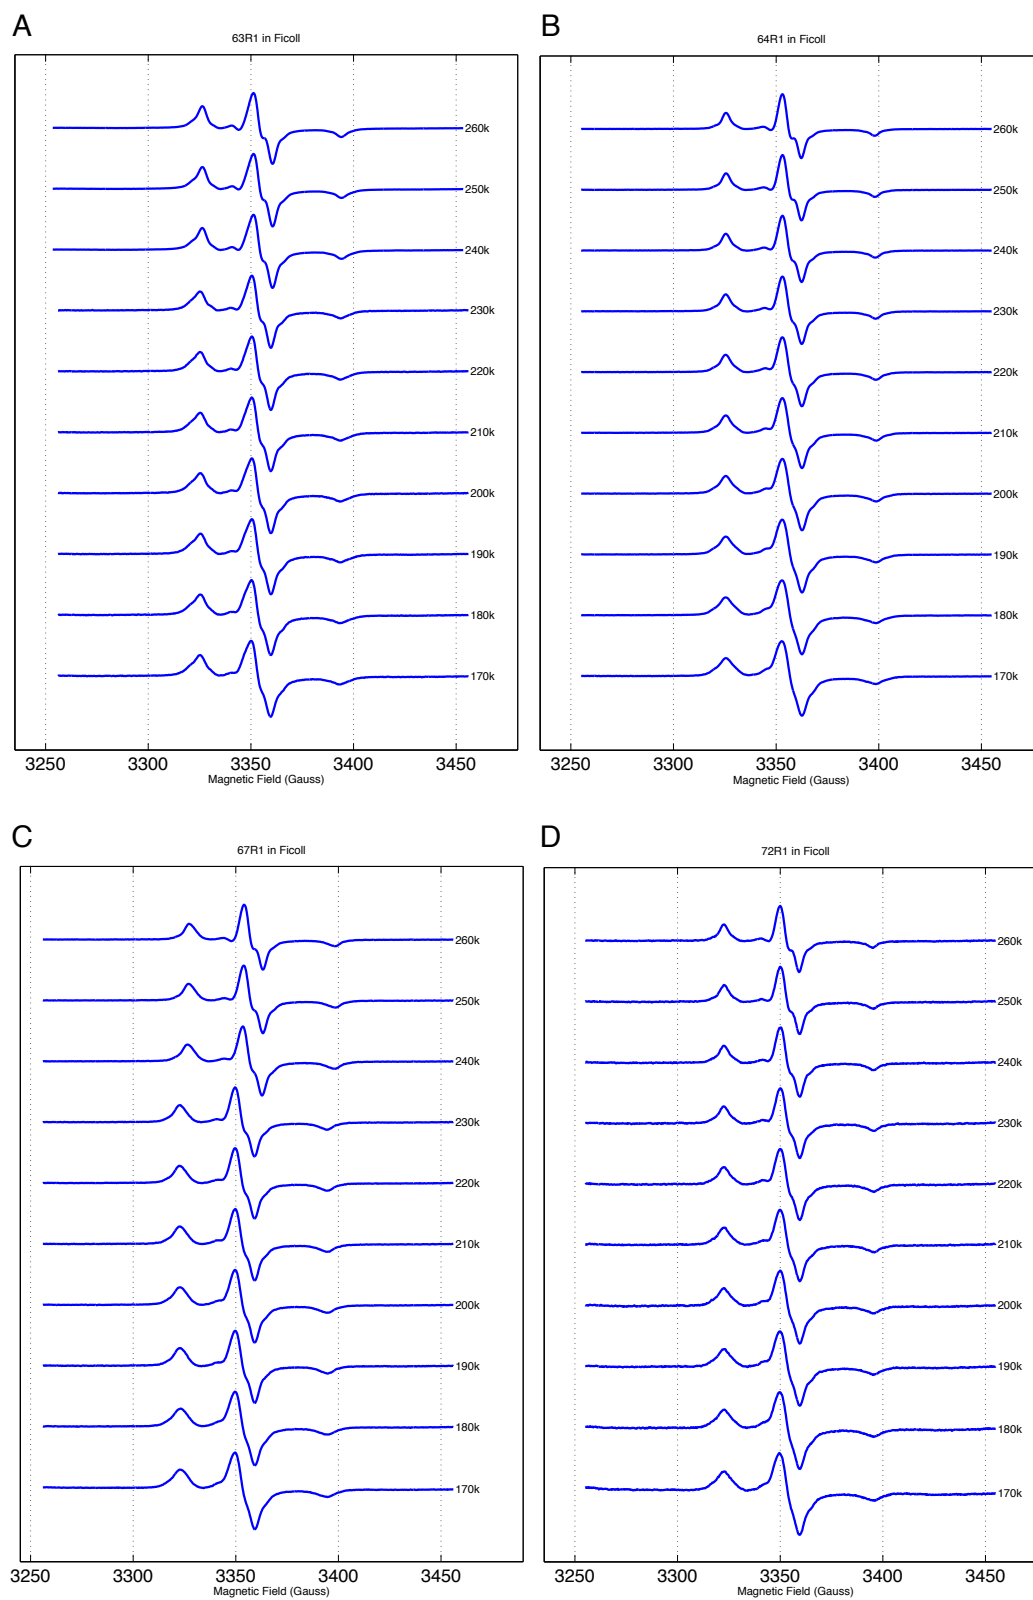 A
63R1 in Ficoll
260k
250k
240k
230k
220k
210k
200k
190k
180k
170k
3250 3300 3350 3400 3450
Magnetic Field (Gauss)
B
64R1 in Ficoll
260k
250k
240k
230k
220k
210k
200k
190k
180k
170k
3250 3300 3350 3400 3450
Magnetic Field (Gauss)
C
67R1 in Ficoll
260k
250k
240k
230k
220k
210k
200k
190k
180k
170k
3250 3300 3350 3400 3450
Magnetic Field (Gauss)
D
72R1 in Ficoll
260k
250k
240k
230k
220k
210k
200k
190k
180k
170k
3250 3300 3350 3400 3450
Magnetic Field (Gauss)